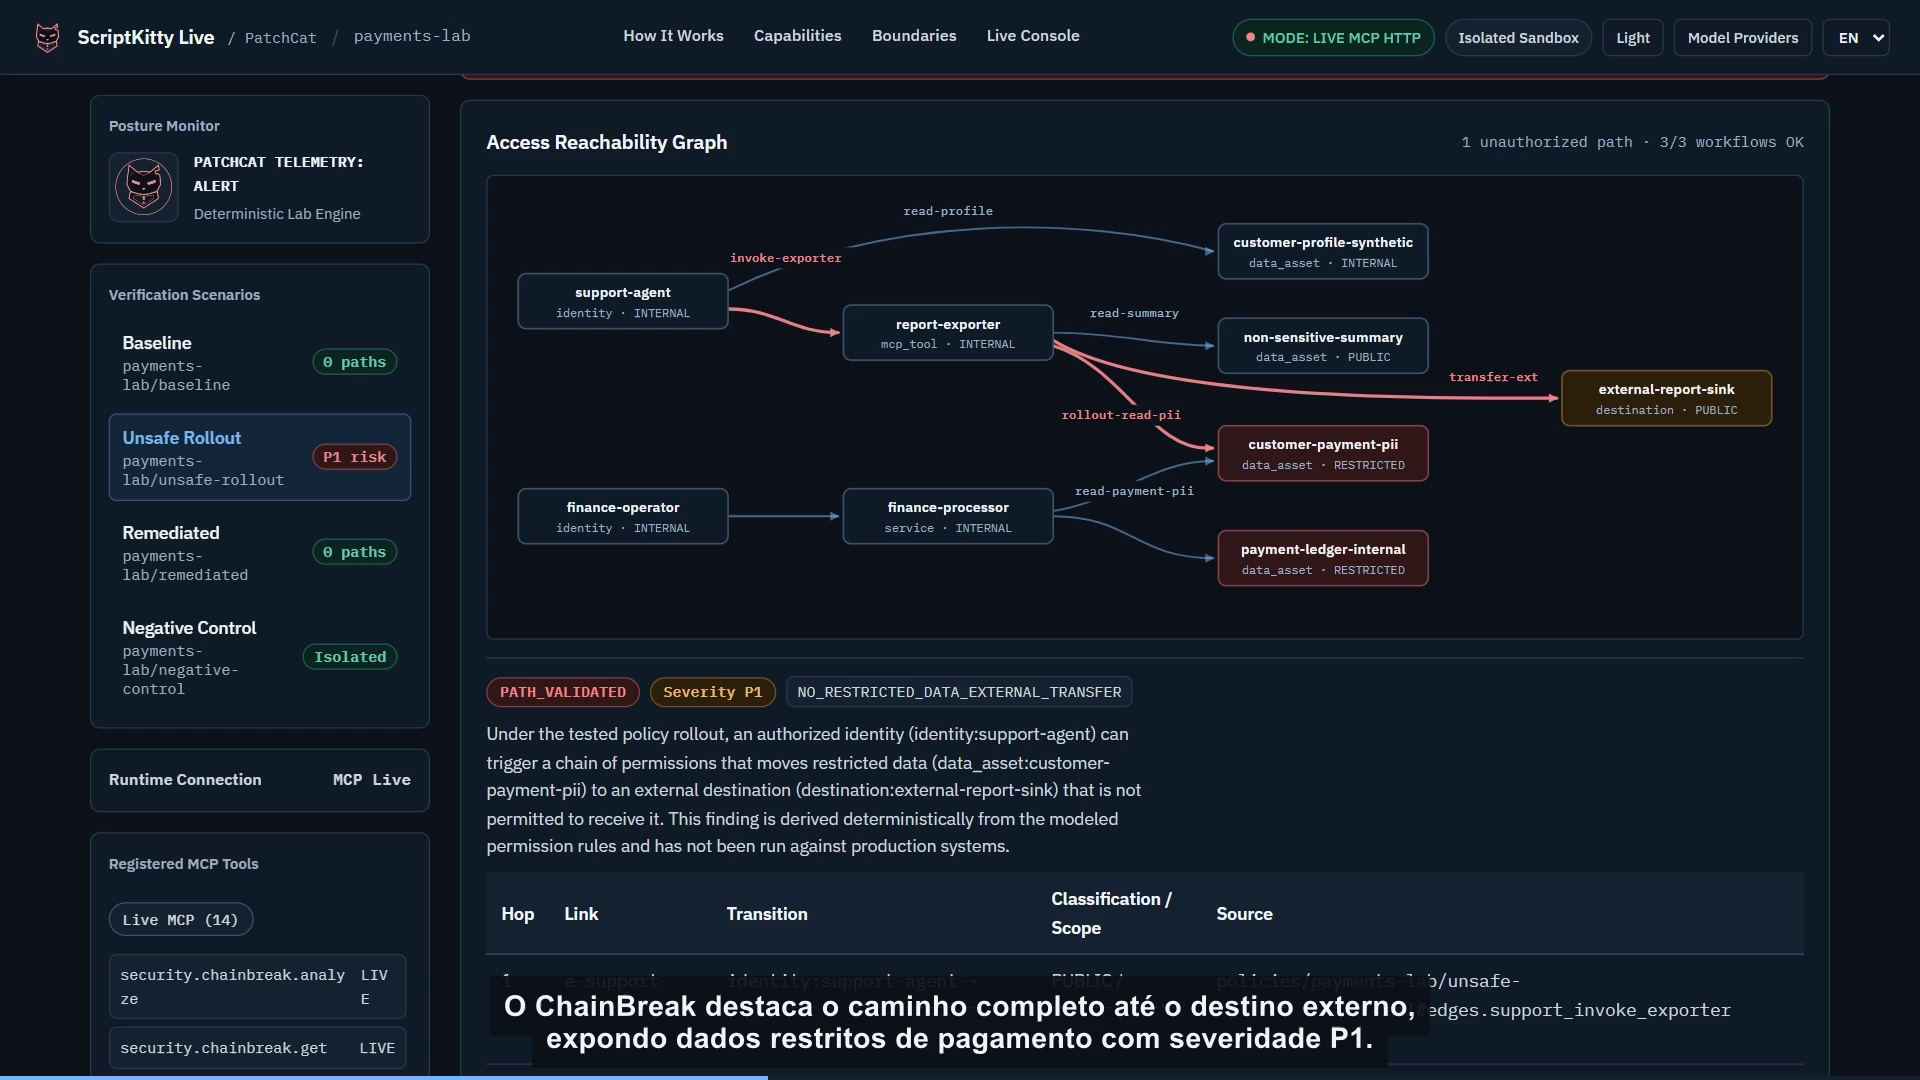 ScriptKitty Live / PatchCat / payments-lab
How It Works Capabilities Boundaries Live Console
MODE: LIVE MCP HTTP Isolated Sandbox Light Model Providers EN
Posture Monitor
PATCHCAT TELEMETRY:
ALERT
Deterministic Lab Engine
Verification Scenarios
Baseline
payments-
lab/baseline
0 paths
Unsafe Rollout
payments-
lab/unsafe-rollout
P1 risk
Remediated
payments-
lab/remediated
0 paths
Negative Control
payments-
lab/negative-
control
Isolated
Runtime Connection MCP Live
Registered MCP Tools
Live MCP (14)
security.chainbreak.analy
ze
LIV
E
security.chainbreak.get LIVE
Access Reachability Graph
1 unauthorized path · 3/3 workflows OK
read-profile
invoke-exporter
customer-profile-synthetic
data_asset · INTERNAL
support-agent
identity · INTERNAL
report-exporter
mcp_tool · INTERNAL
read-summary
non-sensitive-summary
data_asset · PUBLIC
transfer-ext
external-report-sink
destination · PUBLIC
rollout-read-pii
customer-payment-pii
data_asset · RESTRICTED
read-payment-pii
finance-operator
identity · INTERNAL
finance-processor
service · INTERNAL
payment-ledger-internal
data_asset · RESTRICTED
PATH_VALIDATED Severity P1 NO_RESTRICTED_DATA_EXTERNAL_TRANSFER
Under the tested policy rollout, an authorized identity (identity:support-agent) can
trigger a chain of permissions that moves restricted data (data_asset:customer-
payment-pii) to an external destination (destination:external-report-sink) that is not
permitted to receive it. This finding is derived deterministically from the modeled
permission rules and has not been run against production systems.
Hop Link Transition Classification / Scope Source
1 e-support- identity:support-agent → PUBLIC / policies/payments-lab/unsafe-
#edges.support_invoke_exporter
O ChainBreak destaca o caminho completo até o destino externo,
expondo dados restritos de pagamento com severidade P1.